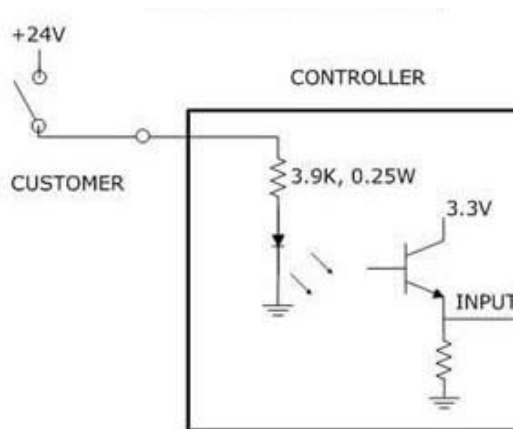 +24V
CONTROLLER
CUSTOMER
3.9K, 0.25W
3.3V
INPUT